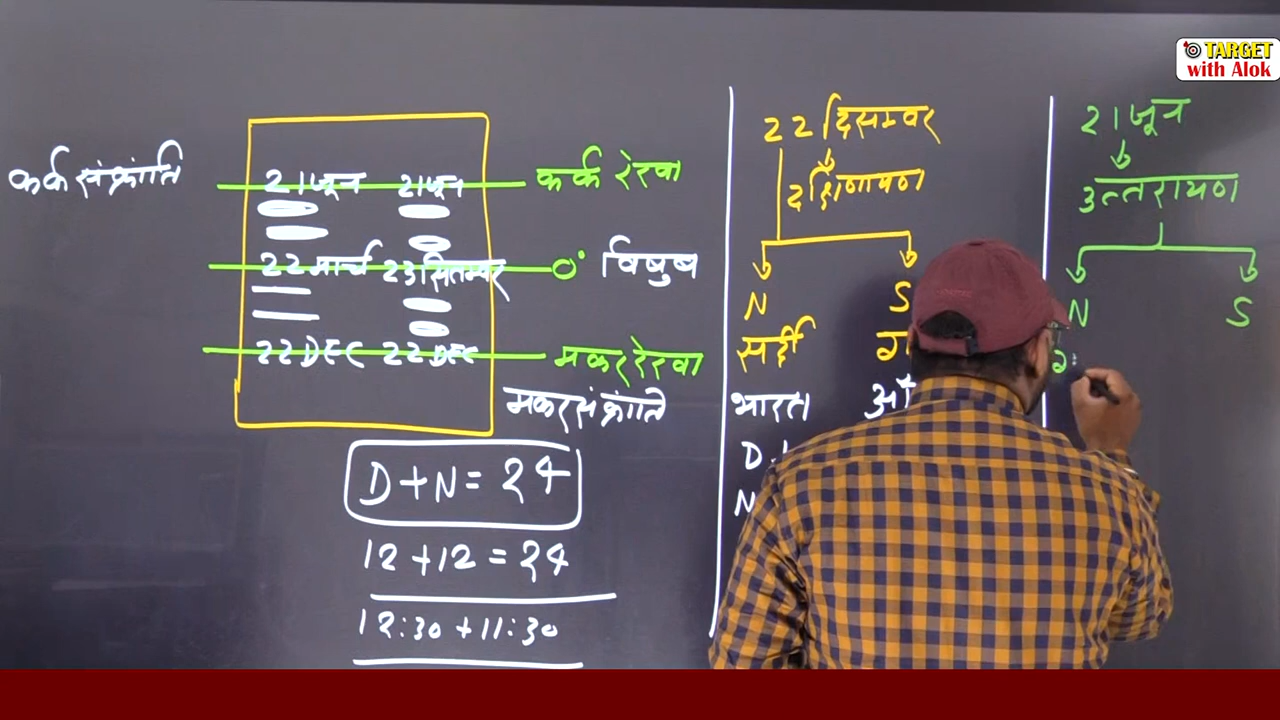 TARGET
with Alok
कर्क संक्रांति
21 जून 21 जून
कर्क रेखा
22 मार्च 23 सितम्बर
0° विषुब
22 DEC 22 DEC
मकर रेखा
मकर संक्रांति
D + N = 24
12 + 12 = 24
12:30 + 11:30
22 दिसम्बर
दक्षिणायण
N S
सर्दी
भारत
D
N
21 जून
उत्तरायण
N S